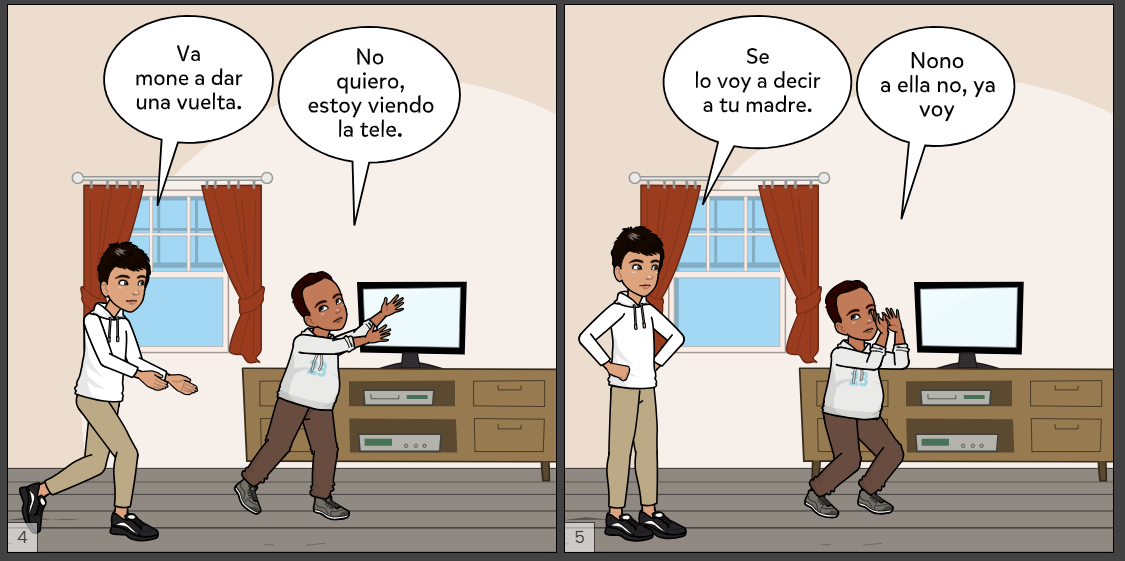 Va
mone a dar
una vuelta.
No
quiero,
estoy viendo
la tele.
4
Se
lo voy a decir
a tu madre.
Nono
a ella no, ya
voy
5